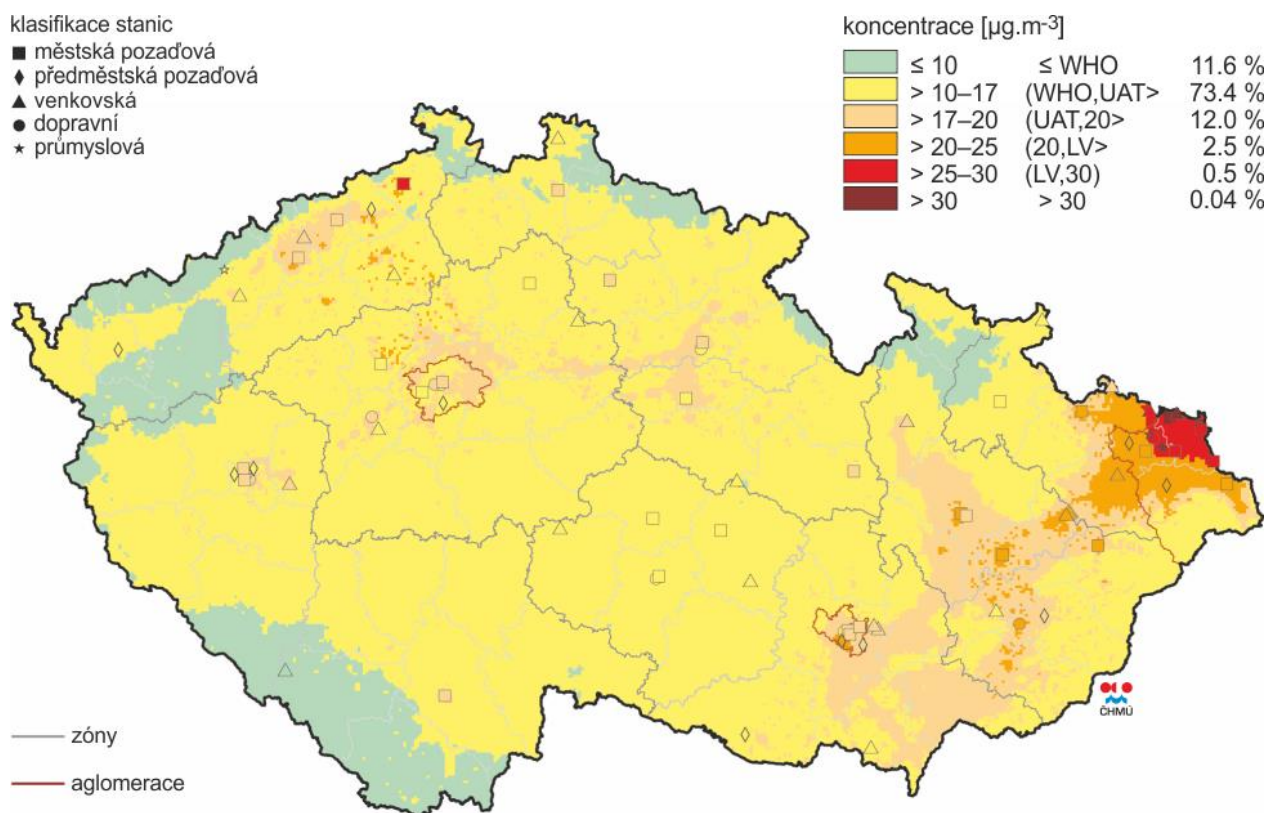 klasifikace stanic
městská pozaďová
předměstská pozaďová
venkovská
dopravní
průmyslová
koncentrace [µg.m-3]
≤ 10 ≤ WHO 11.6 %
> 10–17 (WHO,UAT> 73.4 %
> 17–20 (UAT,20> 12.0 %
> 20–25 (20,LV> 2.5 %
> 25–30 (LV,30) 0.5 %
> 30 > 30 0.04 %
ČHMÚ
zóny
aglomerace